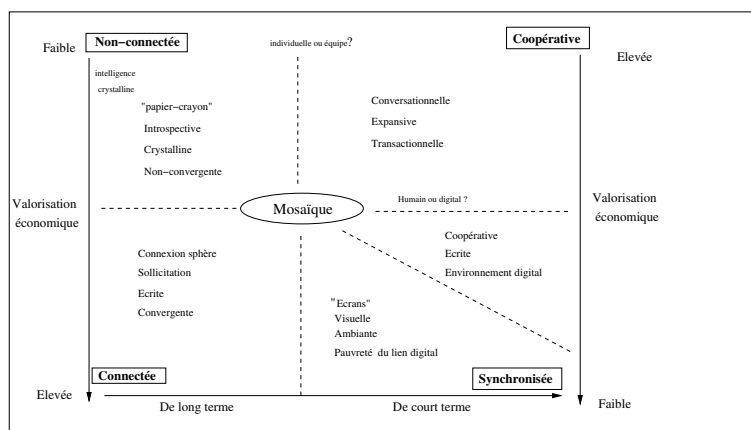 Faible
Non-connectée
individuelle ou équipe?
Coopérative
Elevée
intelligence
crystalline
"papier-crayon"
Introspective
Crystalline
Non-convergente
Conversationnelle
Expansive
Transactionnelle
Valorisation
économique
Mosaïque
Humain ou digital ?
Valorisation
économique
Connexion sphère
Sollicitation
Ecrite
Convergente
Coopérative
Ecrite
Environnement digital
"Ecrans"
Visuelle
Ambiante
Pauvreté du lien digital
Connectée
Synchronisée
Elevée
De long terme
De court terme
Faible